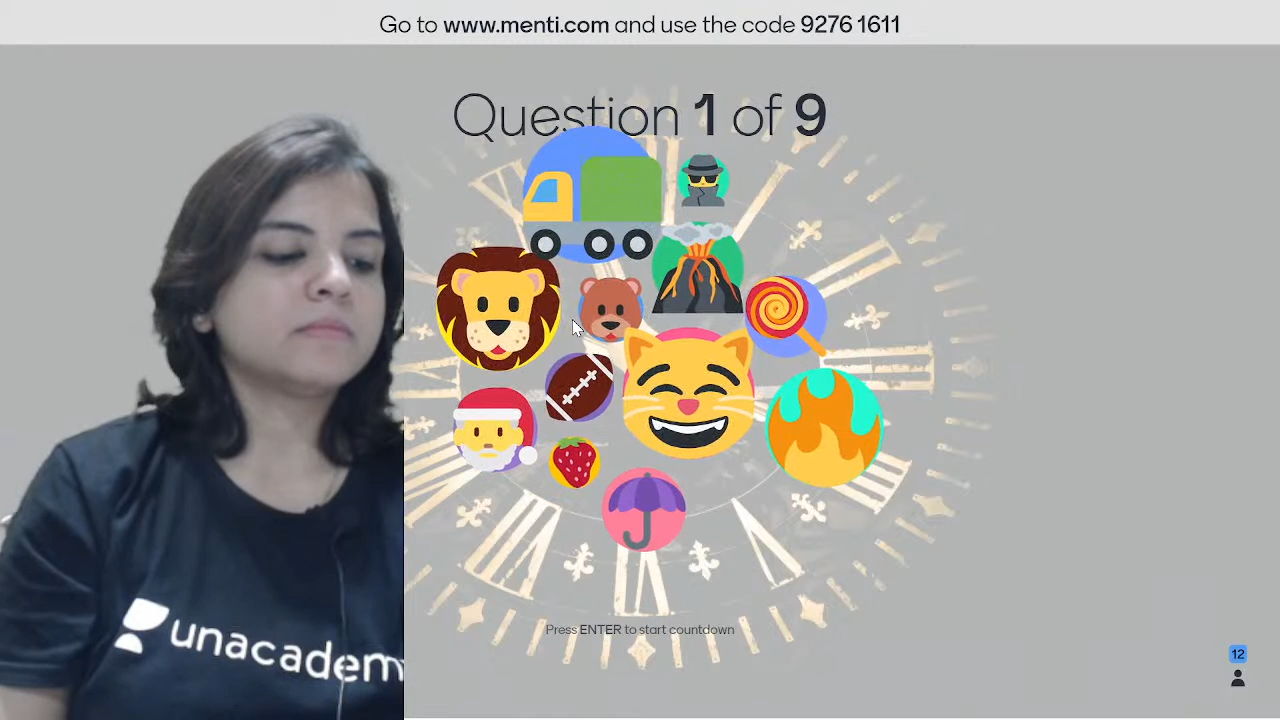 Go to www.menti.com and use the code 9276 1611
Question 1 of 9
Press ENTER to start countdown
unacadem
12